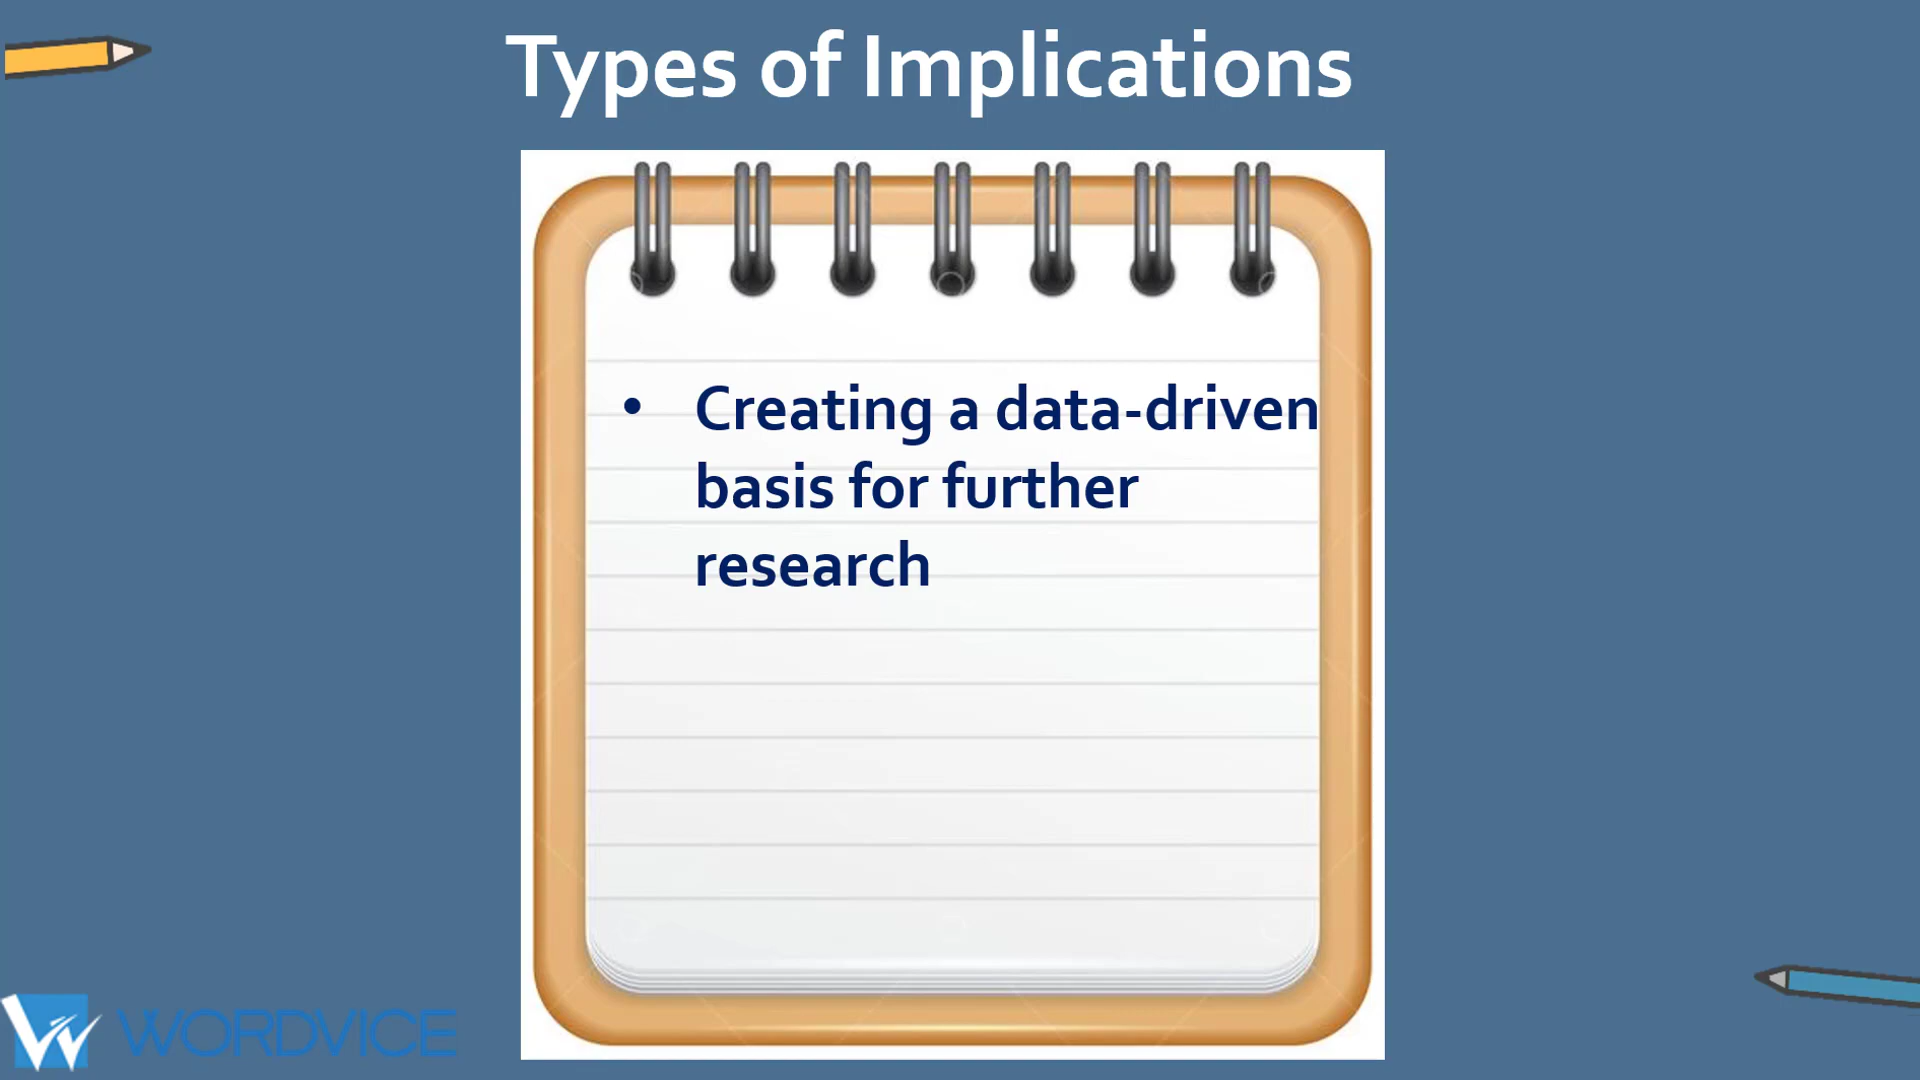 Types of Implications
• Creating a data-driven
basis for further
research
WORDVICE